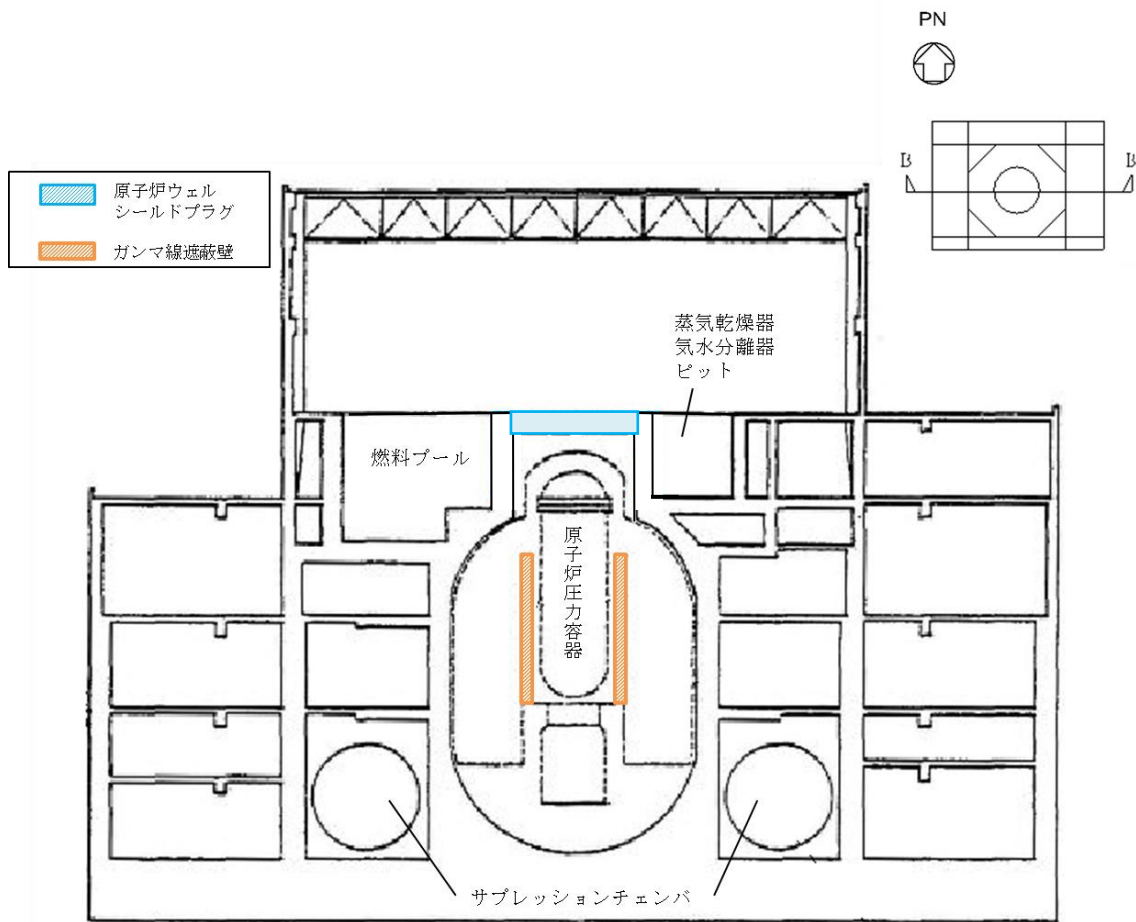 PN
B
B
原子炉ウェル
シールドプラグ
ガンマ線遮蔽壁
蒸気乾燥器
気水分離器
ピット
燃料プール
原子炉圧力容器
サプレッションチェンバ